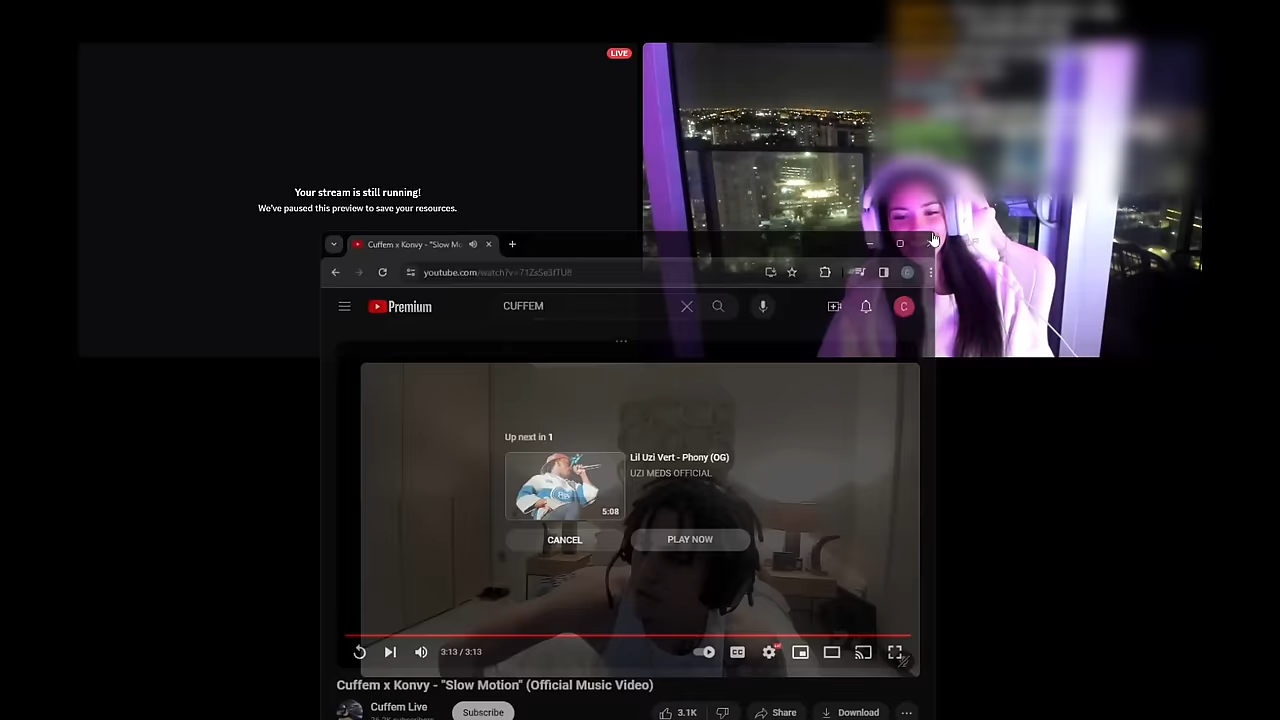 LIVE
Your stream is still running!
We've paused this preview to save your resources.
Cuffem x Konvy - "Slow Mo
youtube.com/watch?v=71ZsSe3fTU8
Premium
CUFFEM
C
Up next in 1
Lil Uzi Vert - Phony (OG)
UZI MEDS OFFICIAL
5:08
CANCEL
PLAY NOW
3:13 / 3:13
CC
Cuffem x Konvy - "Slow Motion" (Official Music Video)
Cuffem Live
Subscribe
3.1K
Share
Download